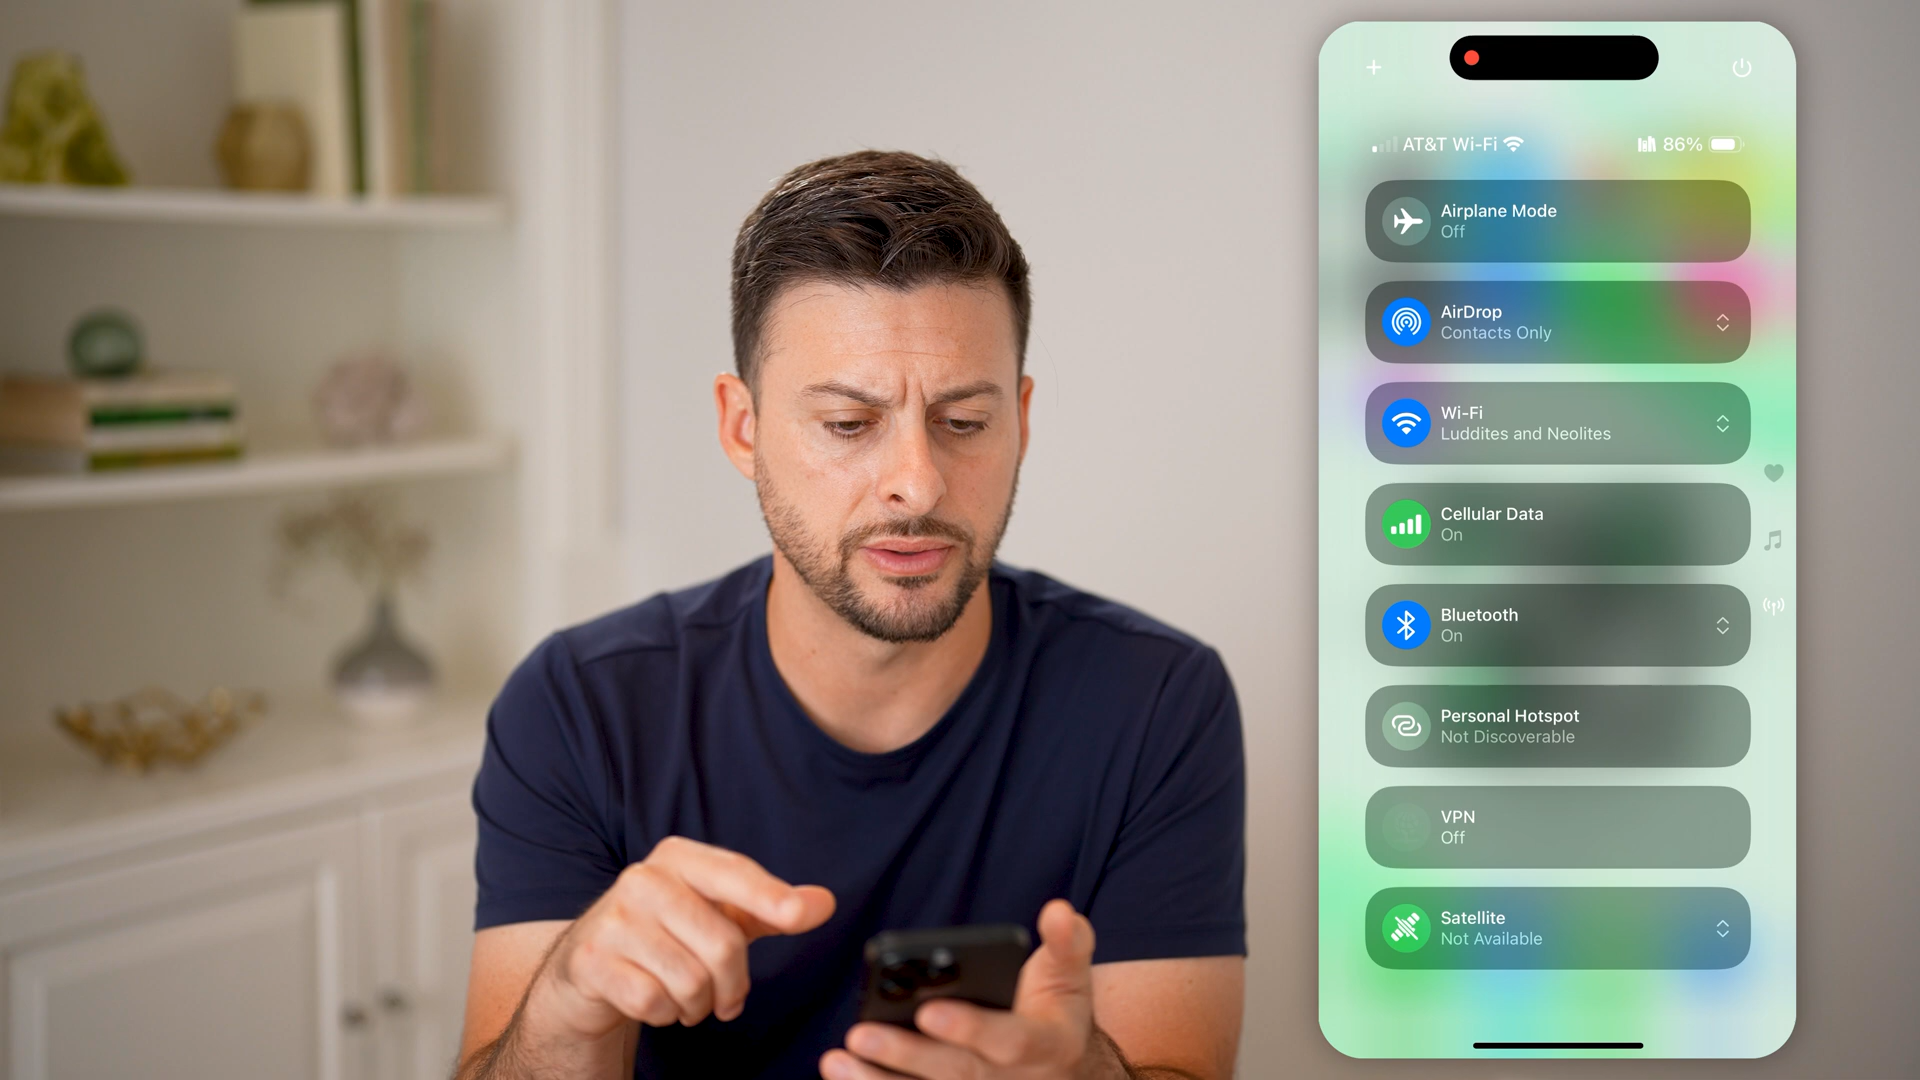 AT&T Wi-Fi 86%
Airplane Mode
Off
AirDrop
Contacts Only
Wi-Fi
Luddites and Neolites
Cellular Data
On
Bluetooth
On
Personal Hotspot
Not Discoverable
VPN
Off
Satellite
Not Available